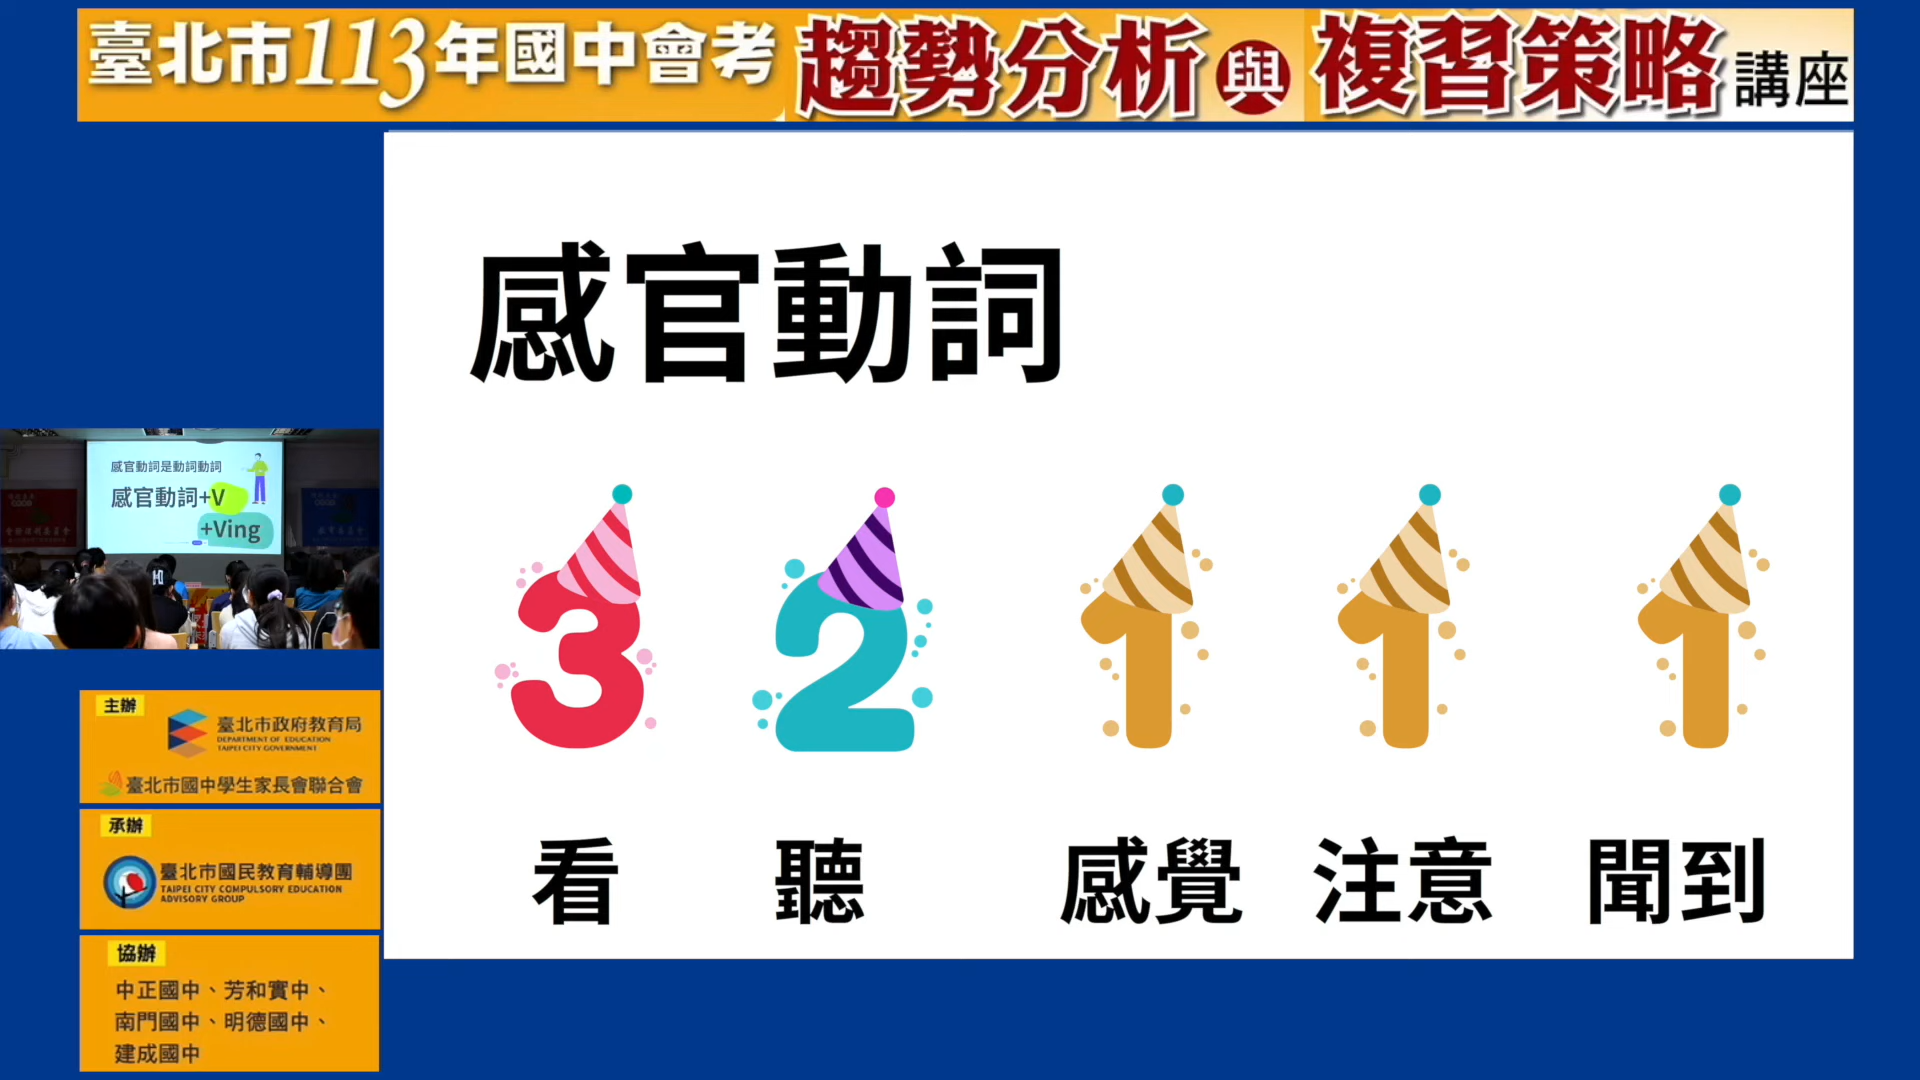 臺北市113年國中會考 趨勢分析與複習策略講座
感官動詞
3 2 1 1 1
看 聽 感覺 注意 聞到
感官動詞是動詞動詞
感官動詞+V
+Ving
主辦
臺北市政府教育局
DEPARTMENT OF EDUCATION
TAIPEI CITY GOVERNMENT
臺北市國中學生家長會聯合會
承辦
臺北市國民教育輔導團
TAIPEI CITY COMPULSORY EDUCATION
ADVISORY GROUP
協辦
中正國中、芳和實中、
南門國中、明德國中、
建成國中